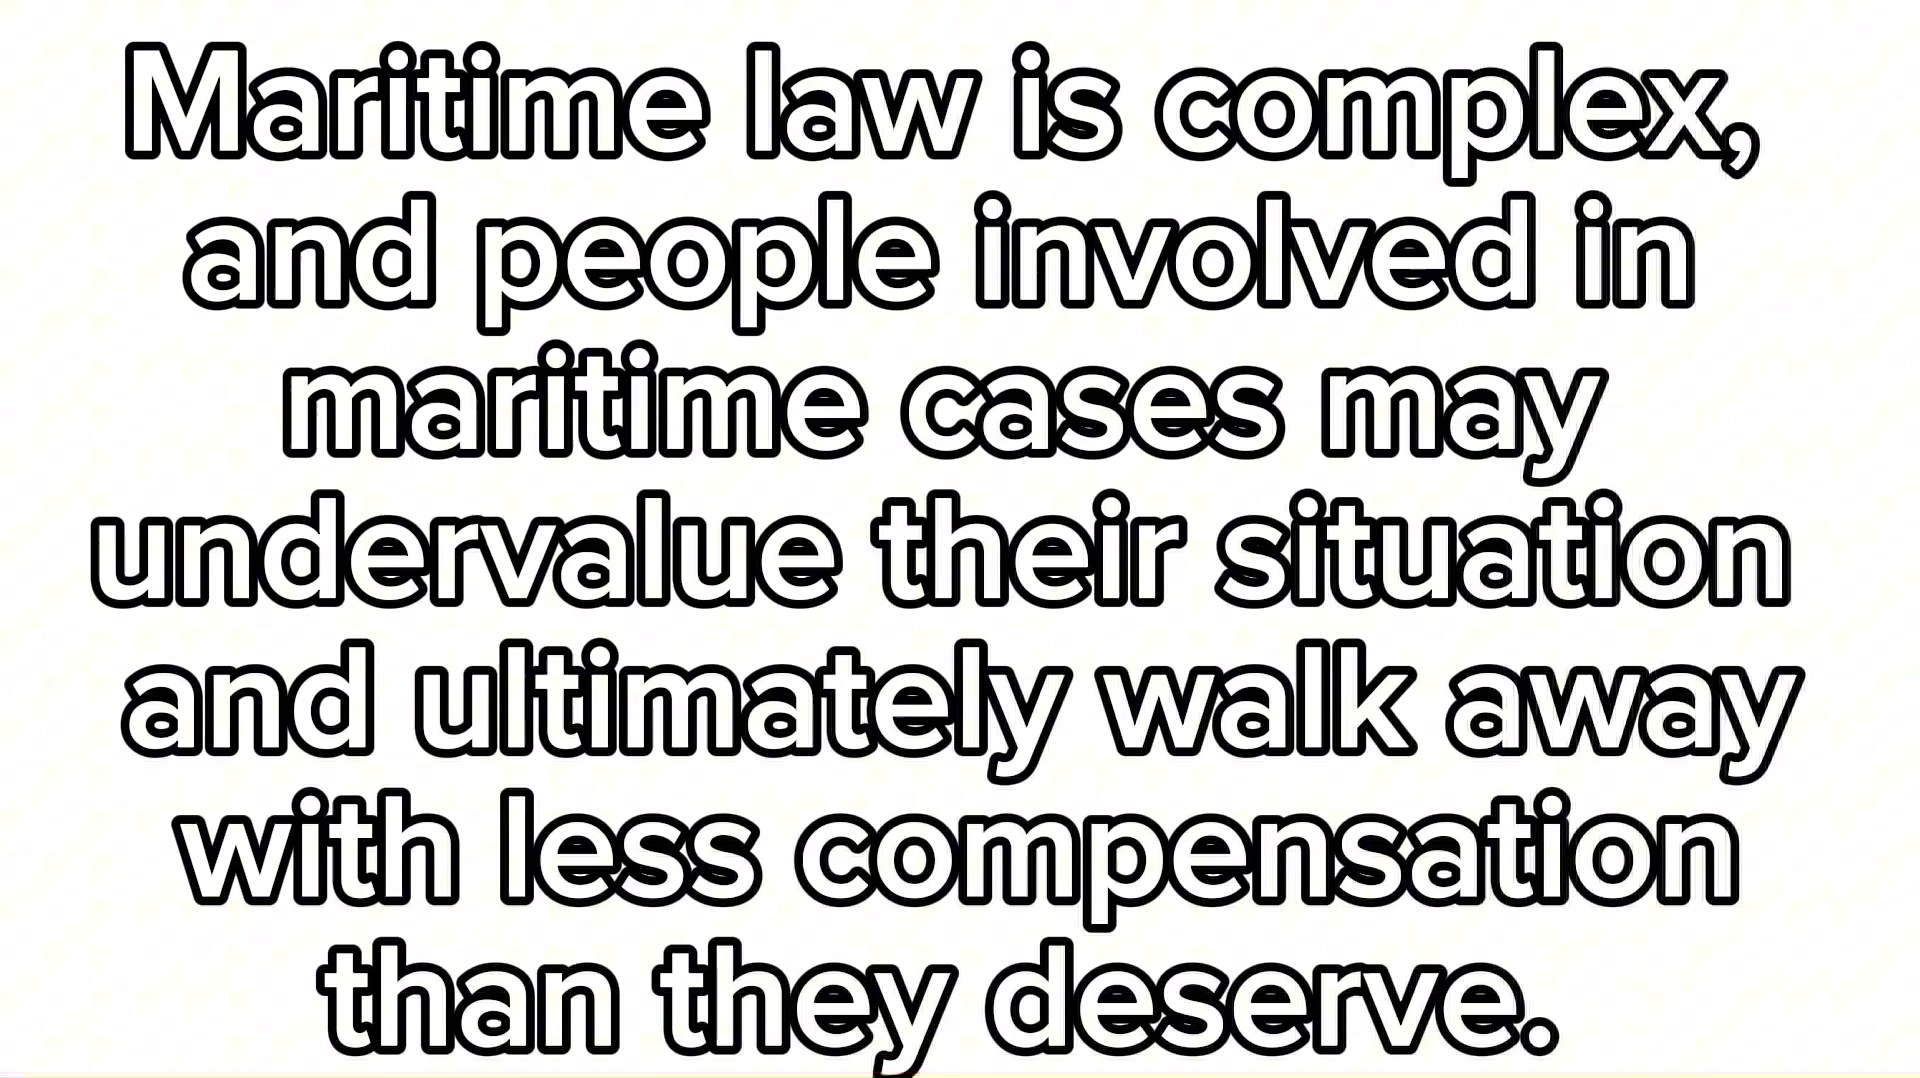 Maritime law is complex,
and people involved in
maritime cases may
undervalue their situation
and ultimately walk away
with less compensation
than they deserve.